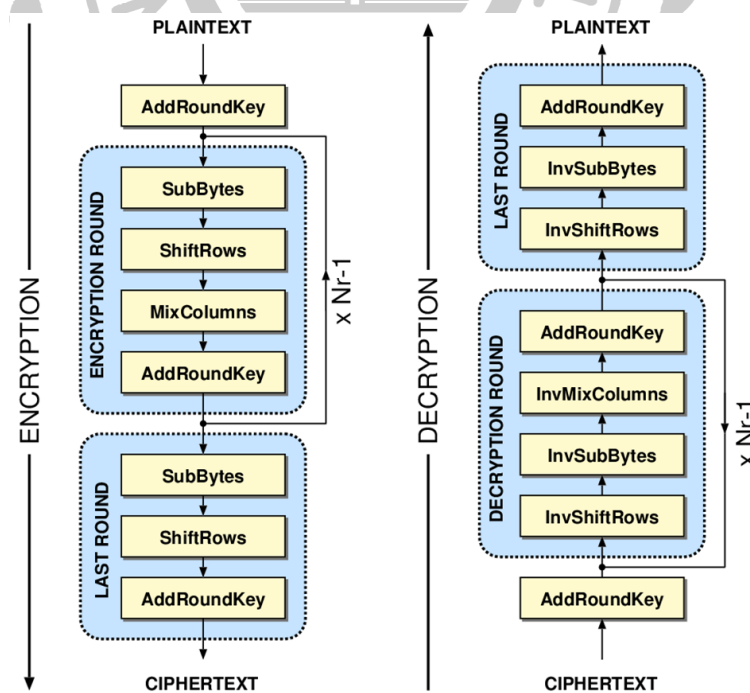 PLAINTEXT
AddRoundKey
ENCRYPTION ROUND
SubBytes
ShiftRows
MixColumns
AddRoundKey
x Nr-1
ENCRYPTION
LAST ROUND
SubBytes
ShiftRows
AddRoundKey
CIPHERTEXT
PLAINTEXT
LAST ROUND
AddRoundKey
InvSubBytes
InvShiftRows
DECRYPTION
DECRYPTION ROUND
AddRoundKey
InvMixColumns
InvSubBytes
InvShiftRows
x Nr-1
AddRoundKey
CIPHERTEXT